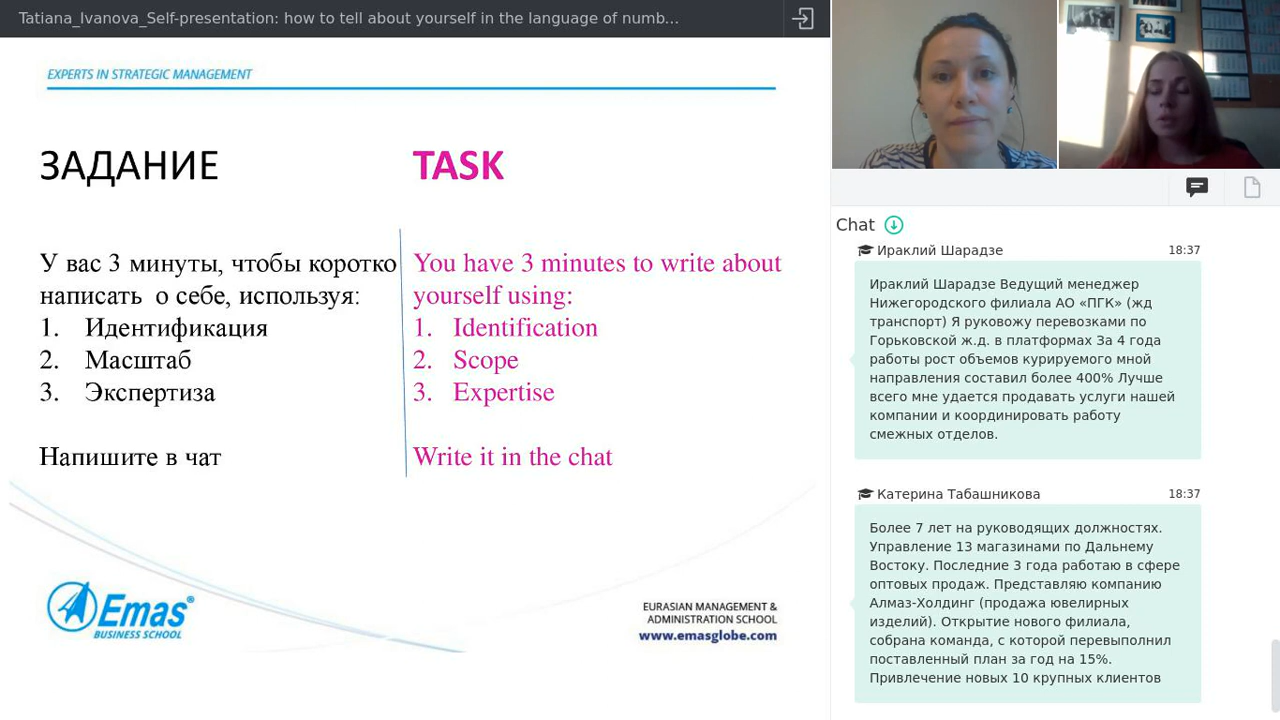 Tatiana_Ivanova_Self-presentation: how to tell about yourself in the language of numb...
EXPERTS IN STRATEGIC MANAGEMENT
ЗАДАНИЕ
У вас 3 минуты, чтобы коротко
написать о себе, используя:
1. Идентификация
2. Масштаб
3. Экспертиза
Напишите в чат
TASK
You have 3 minutes to write about
yourself using:
1. Identification
2. Scope
3. Expertise
Write it in the chat
Emas®
BUSINESS SCHOOL
EURASIAN MANAGEMENT &
ADMINISTRATION SCHOOL
www.emasglobe.com
Chat
Ираклий Шарадзе 18:37
Ираклий Шарадзе Ведущий менеджер
Нижегородского филиала АО «ПГК» (жд
транспорт) Я руковожу перевозками по
Горьковской ж.д. в платформах За 4 года
работы рост объемов курируемого мной
направления составил более 400% Лучше
всего мне удается продавать услуги нашей
компании и координировать работу
смежных отделов.
Катерина Табашникова 18:37
Более 7 лет на руководящих должностях.
Управление 13 магазинами по Дальнему
Востоку. Последние 3 года работаю в сфере
оптовых продаж. Представляю компанию
Алмаз-Холдинг (продажа ювелирных
изделий). Открытие нового филиала,
собрана команда, с которой перевыполнил
поставленный план за год на 15%.
Привлечение новых 10 крупных клиентов